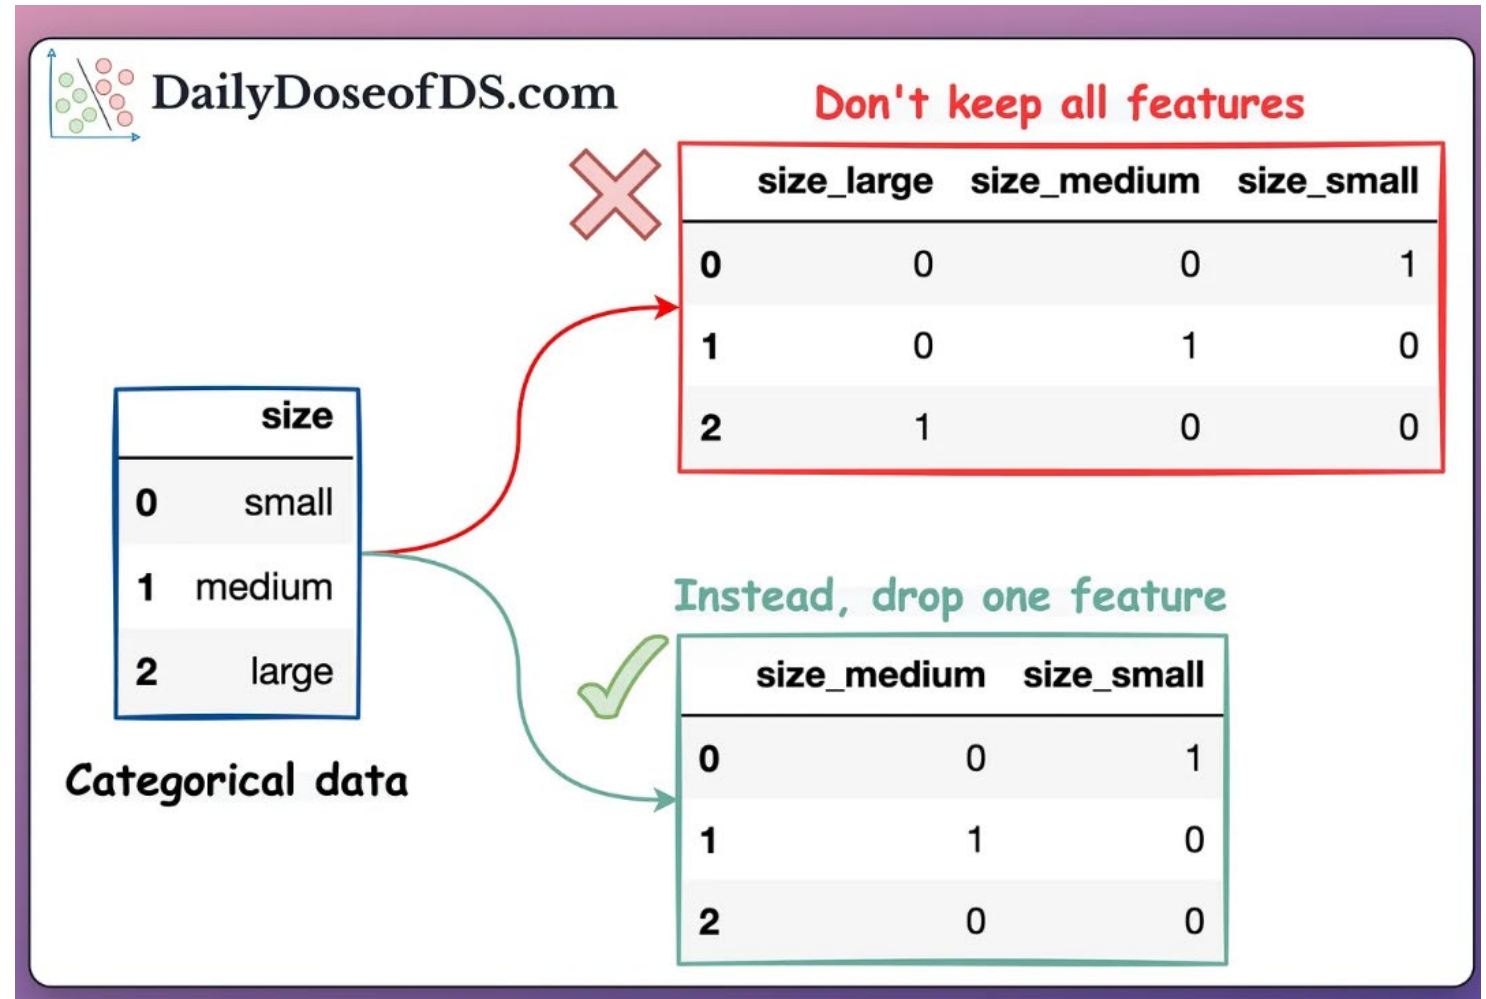 DailyDoseofDS.com
Don't keep all features
size_large size_medium size_small
0 0 0 1
1 0 1 0
2 1 0 0
size
0 small
1 medium
2 large
Categorical data
Instead, drop one feature
size_medium size_small
0 0 1
1 1 0
2 0 0